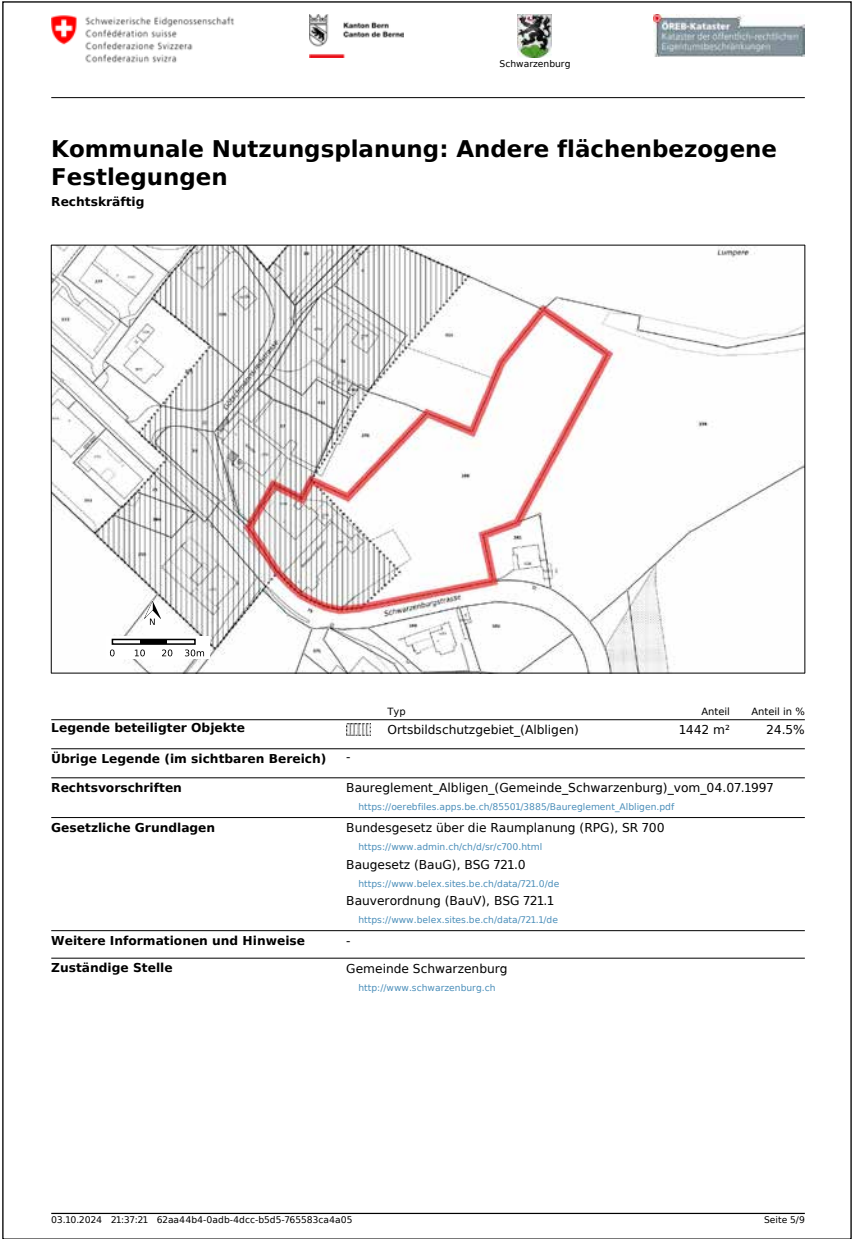 Schweizerische Eidgenossenschaft
Confédération suisse
Confederazione Svizzera
Confederaziun svizra
Kanton Bern
Canton de Berne
Schwarzenburg
ÖREB-Kataster
Kataster der öffentlich-rechtlichen
Eigentumsbeschränkungen
Kommunale Nutzungsplanung: Andere flächenbezogene
Festlegungen
Rechtskräftig
Lumpere
Schwarzenburgstrasse
N
0 10 20 30m
Typ Anteil Anteil in %
Legende beteiligter Objekte Ortsbildschutzgebiet_(Albligen) 1442 m² 24.5%
Übrige Legende (im sichtbaren Bereich) -
Rechtsvorschriften Baureglement_Albligen_(Gemeinde_Schwarzenburg)_vom_04.07.1997
https://oerebfiles.apps.be.ch/85501/3885/Baureglement_Albligen.pdf
Gesetzliche Grundlagen Bundesgesetz über die Raumplanung (RPG), SR 700
https://www.admin.ch/ch/d/sr/c700.html
Baugesetz (BauG), BSG 721.0
https://www.belex.sites.be.ch/data/721.0/de
Bauverordnung (BauV), BSG 721.1
https://www.belex.sites.be.ch/data/721.1/de
Weitere Informationen und Hinweise -
Zuständige Stelle Gemeinde Schwarzenburg
http://www.schwarzenburg.ch
03.10.2024 21:37:21 62aa44b4-0adb-4dcc-b5d5-765583ca4a05 Seite 5/9